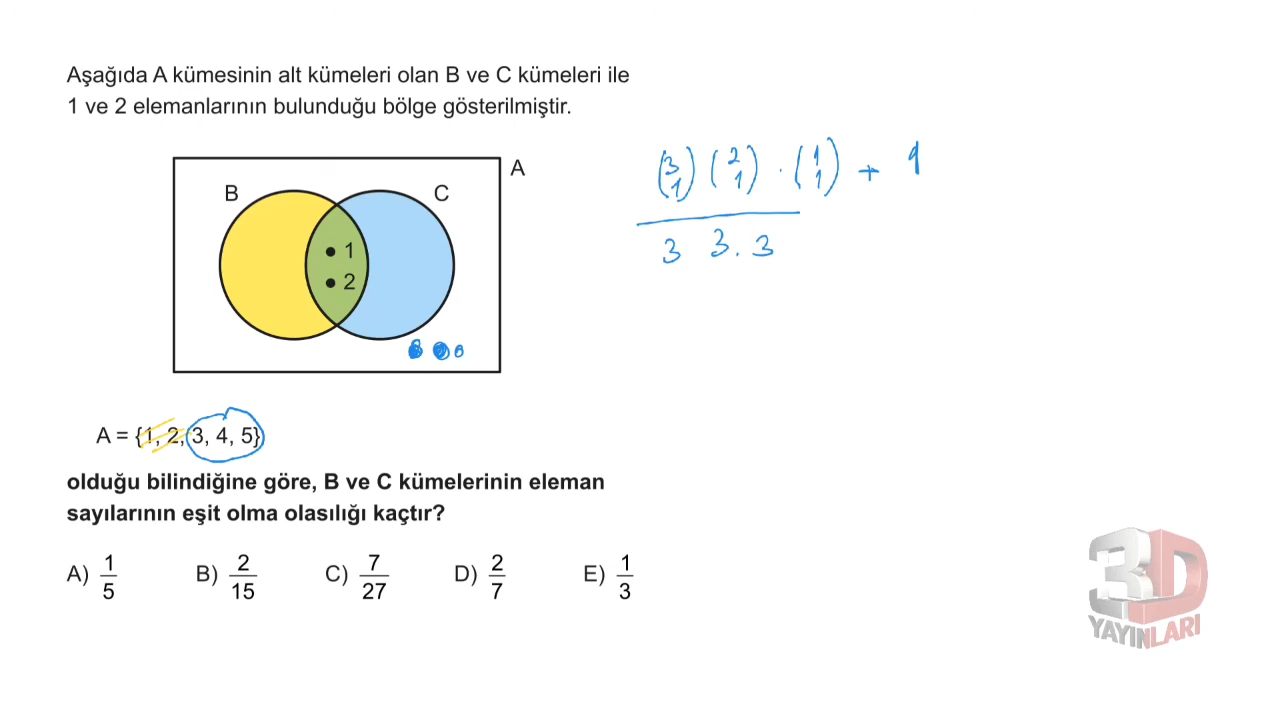 Aşağıda A kümesinin alt kümeleri olan B ve C kümeleri ile
1 ve 2 elemanlarının bulunduğu bölge gösterilmiştir.
A
B
C
1
2
(3 1) (2 1) · (1 1) + 1
3 3 . 3
A = {1, 2, 3, 4, 5}
olduğu bilindiğine göre, B ve C kümelerinin eleman
sayılarının eşit olma olasılığı kaçtır?
A) 1/5 B) 2/15 C) 7/27 D) 2/7 E) 1/3
3D
YAYINLARI